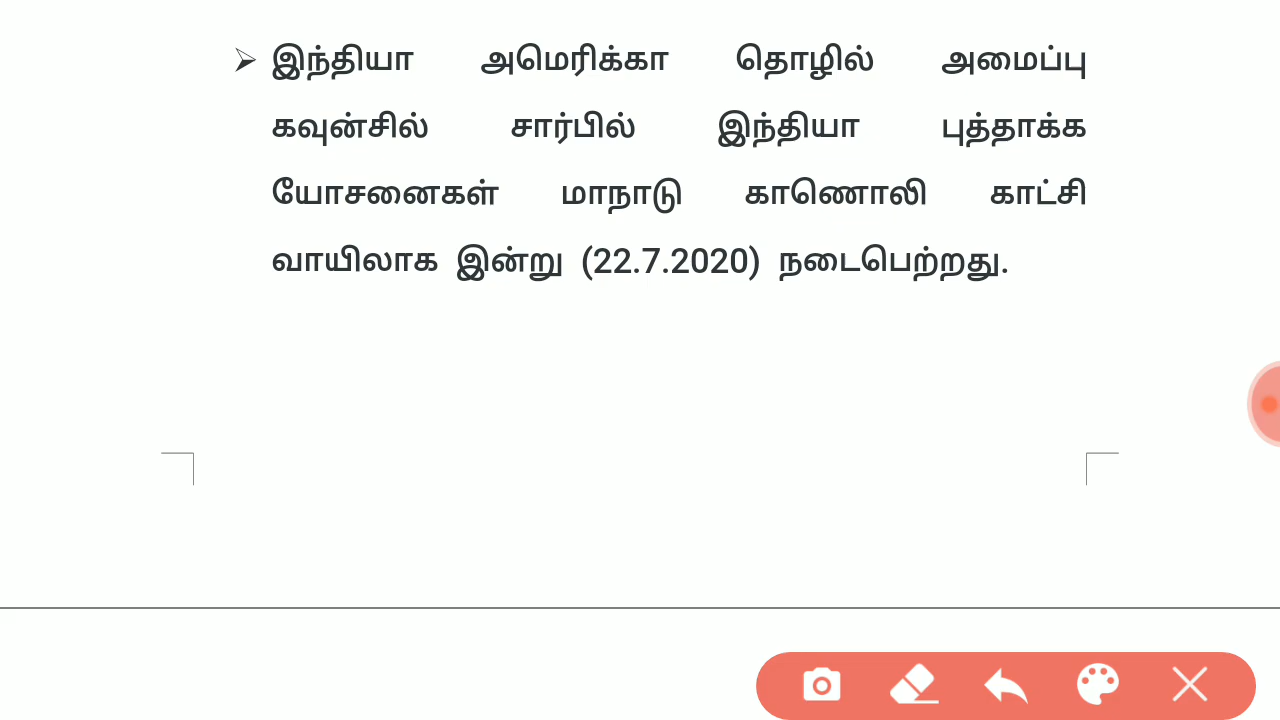 ➢ இந்தியா அமெரிக்கா தொழில் அமைப்பு
கவுன்சில் சார்பில் இந்தியா புத்தாக்க
யோசனைகள் மாநாடு காணொலி காட்சி
வாயிலாக இன்று (22.7.2020) நடைபெற்றது.